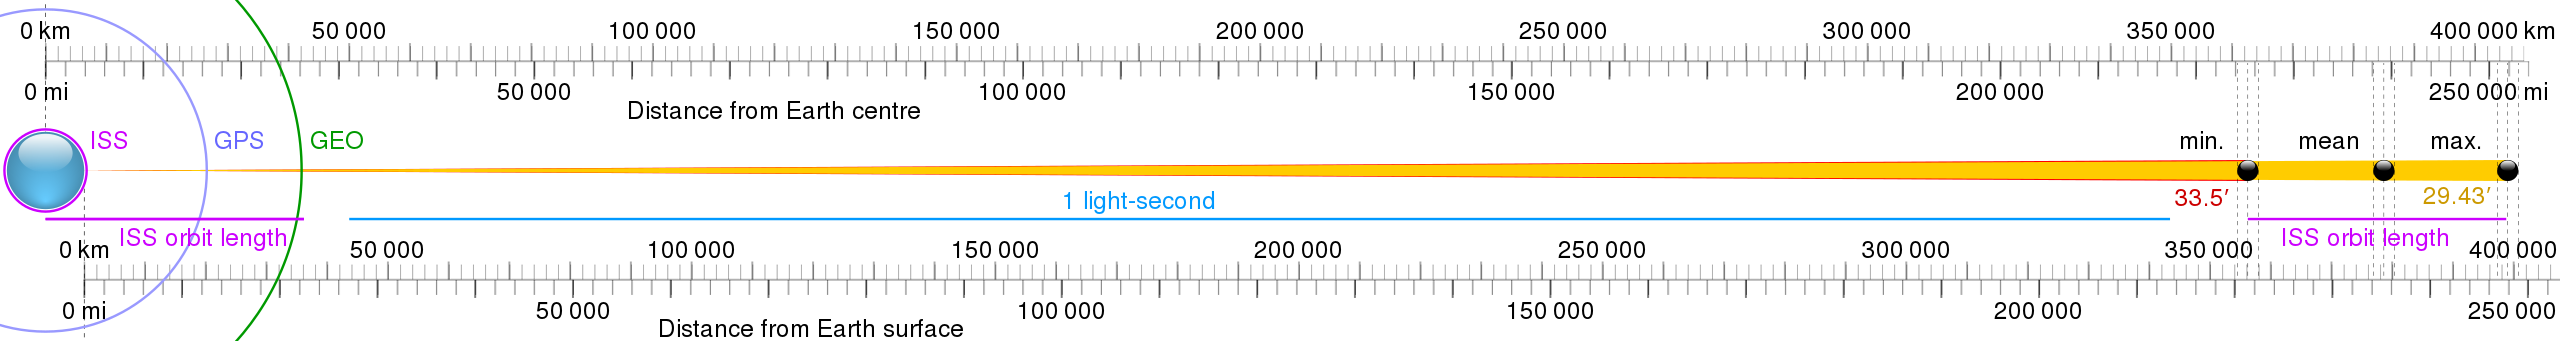 0 km 50 000 100 000 150 000 200 000 250 000 300 000 350 000 400 000 km
0 mi 50 000 100 000 150 000 200 000 250 000 mi
Distance from Earth centre
ISS GPS GEO min. mean max.
33.5′ 29.43′
1 light-second
ISS orbit length ISS orbit length
0 km 50 000 100 000 150 000 200 000 250 000 300 000 350 000 400 000
0 mi 50 000 100 000 150 000 200 000 250 000
Distance from Earth surface